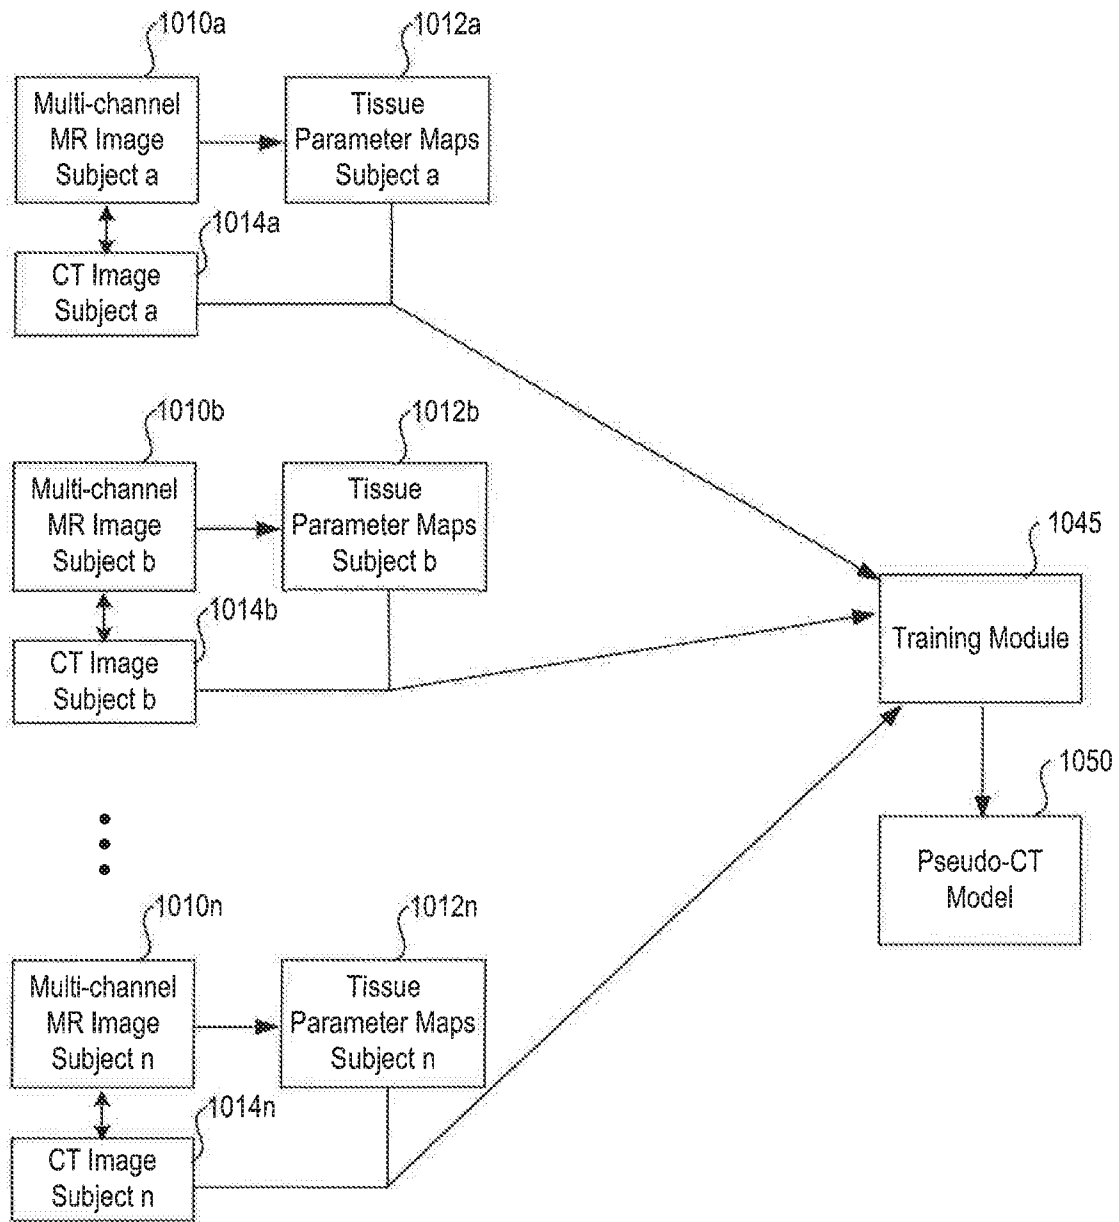 1010a
1012a
Multi-channel
MR Image
Subject a
Tissue
Parameter Maps
Subject a
1014a
CT Image
Subject a
1010b
1012b
Multi-channel
MR Image
Subject b
Tissue
Parameter Maps
Subject b
1014b
CT Image
Subject b
1045
Training Module
1050
Pseudo-CT
Model
1010n
1012n
Multi-channel
MR Image
Subject n
Tissue
Parameter Maps
Subject n
1014n
CT Image
Subject n